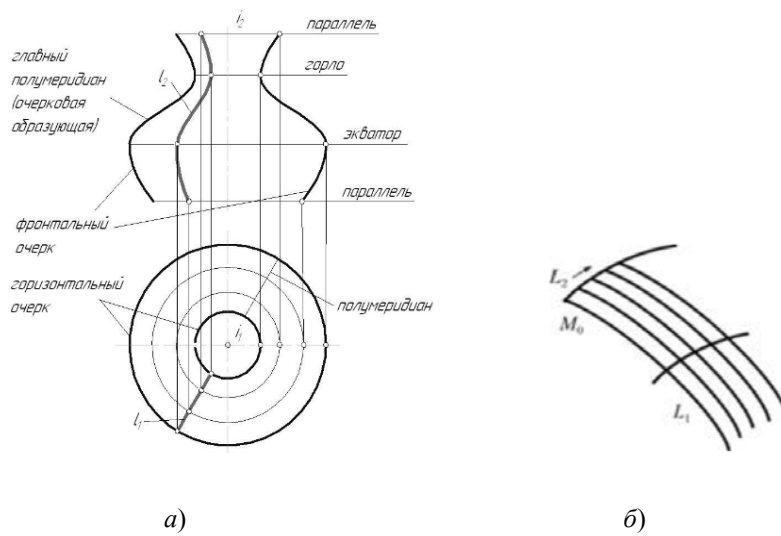 i₂
параллель
главный
полумеридиан
(очерковая
образующая)
l₂
горло
экватор
параллель
фронтальный
очерк
горизонтальный
очерк
полумеридиан
i₁
l₁
L₂
M₀
L₁
а)
б)